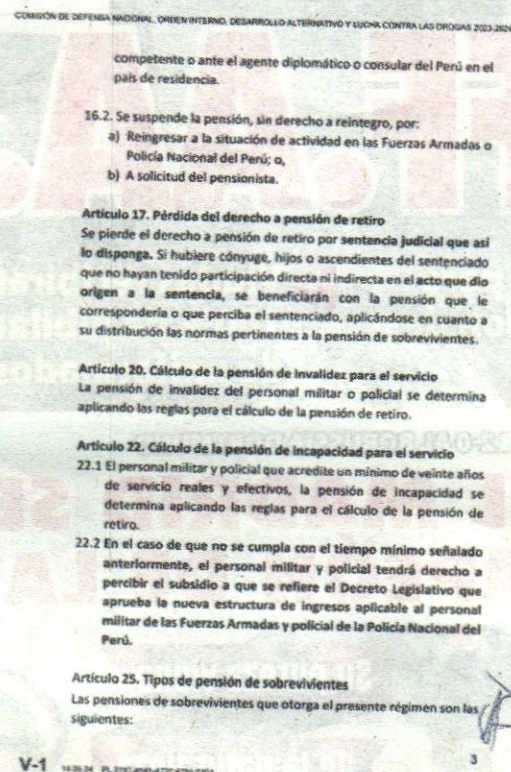 COMISIÓN DE DEFENSA NACIONAL, ORDEN INTERNO, DESARROLLO ALTERNATIVO Y LUCHA CONTRA LAS DROGAS 2023-2024
competente o ante el agente diplomático o consular del Perú en el
país de residencia.
16.2. Se suspende la pensión, sin derecho a reintegro, por:
a) Reingresar a la situación de actividad en las Fuerzas Armadas o
Policía Nacional del Perú; o,
b) A solicitud del pensionista.
Artículo 17. Pérdida del derecho a pensión de retiro
Se pierde el derecho a pensión de retiro por sentencia judicial que así
lo disponga. Si hubiere cónyuge, hijos o ascendientes del sentenciado
que no hayan tenido participación directa ni indirecta en el acto que dio
origen a la sentencia, se beneficiarán con la pensión que le
correspondería o que perciba el sentenciado, aplicándose en cuanto a
su distribución las normas pertinentes a la pensión de sobrevivientes.
Artículo 20. Cálculo de la pensión de invalidez para el servicio
La pensión de invalidez del personal militar o policial se determina
aplicando las reglas para el cálculo de la pensión de retiro.
Artículo 22. Cálculo de la pensión de incapacidad para el servicio
22.1 El personal militar y policial que acredite un mínimo de veinte años
de servicio reales y efectivos, la pensión de incapacidad se
determina aplicando las reglas para el cálculo de la pensión de
retiro.
22.2 En el caso de que no se cumpla con el tiempo mínimo señalado
anteriormente, el personal militar y policial tendrá derecho a
percibir el subsidio a que se refiere el Decreto Legislativo que
aprueba la nueva estructura de ingresos aplicable al personal
militar de las Fuerzas Armadas y policial de la Policía Nacional del
Perú.
Artículo 25. Tipos de pensión de sobrevivientes
Las pensiones de sobrevivientes que otorga el presente régimen son las
siguientes:
3
V-1